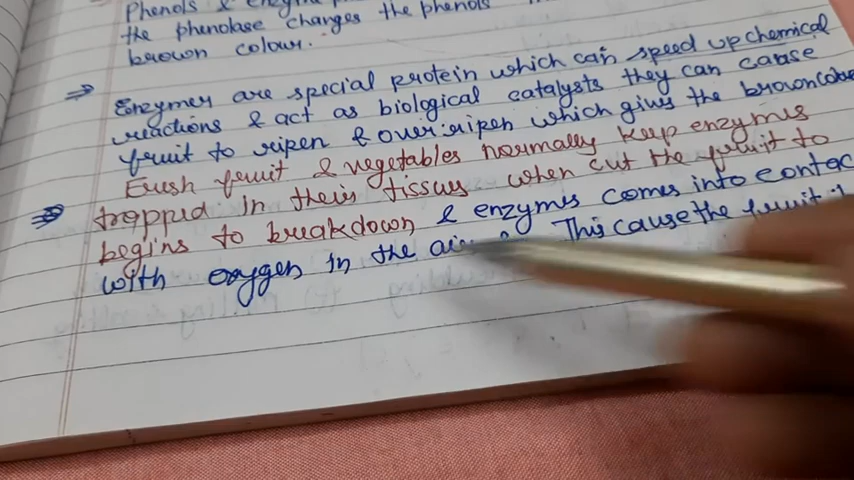 Phenols & enzyme
the phenolase changes the phenols
brown colour.
⇒ Enzymes are special protein which can speed up chemical
reactions & act as biological catalysts they can cause
fruit to ripen & over ripen which gives the brown colour
Fresh fruit & vegetables normally keep enzymes
⇒ trapped in their tissues when cut the fruit to
begins to breakdown & enzymes comes into contac
with oxygen in the air This cause the fruit